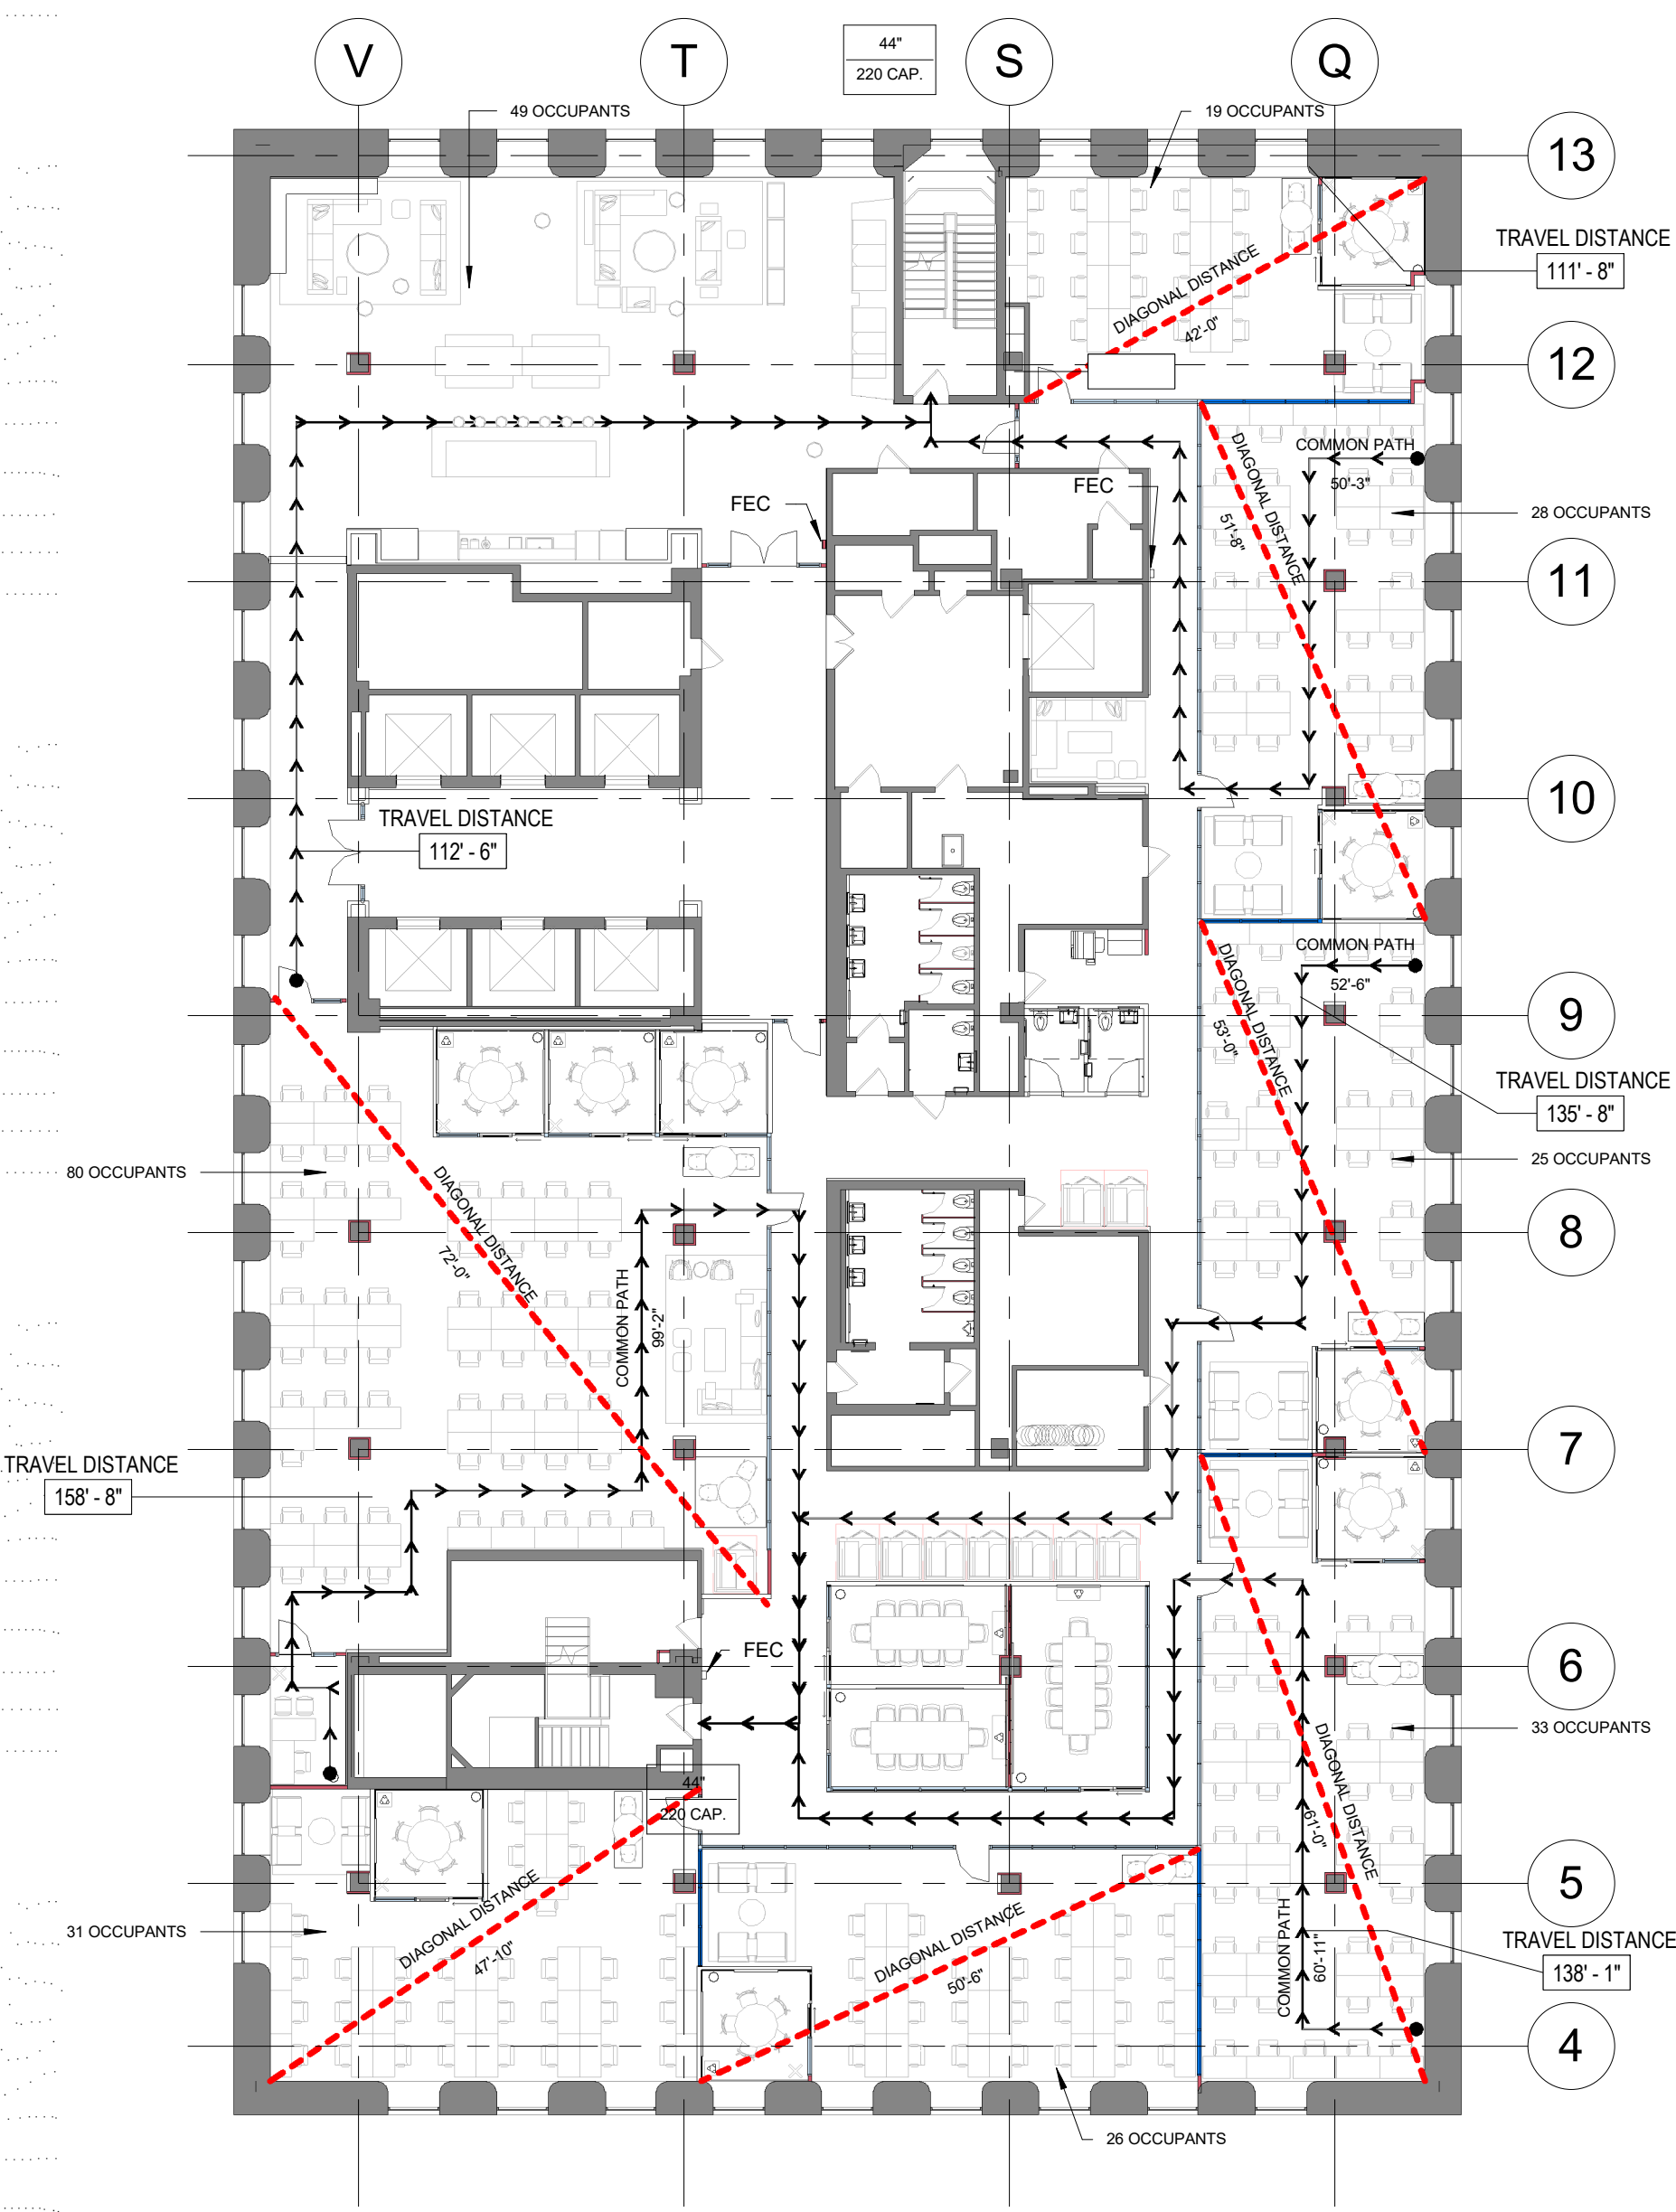 V
T
44"
220 CAP.
S
Q
49 OCCUPANTS
19 OCCUPANTS
13
TRAVEL DISTANCE
111' - 8"
DIAGONAL DISTANCE
42'-0"
12
COMMON PATH
50'-3"
DIAGONAL DISTANCE
51'-8"
FEC
FEC
28 OCCUPANTS
11
10
TRAVEL DISTANCE
112' - 6"
COMMON PATH
52'-6"
DIAGONAL DISTANCE
53'-0"
9
TRAVEL DISTANCE
135' - 8"
25 OCCUPANTS
80 OCCUPANTS
DIAGONAL DISTANCE
72'-0"
8
COMMON PATH
99'-2"
7
TRAVEL DISTANCE
158' - 8"
FEC
6
33 OCCUPANTS
DIAGONAL DISTANCE
61'-0"
44"
220 CAP.
5
31 OCCUPANTS
DIAGONAL DISTANCE
47'-10"
DIAGONAL DISTANCE
50'-6"
COMMON PATH
60'-11"
TRAVEL DISTANCE
138' - 1"
4
26 OCCUPANTS